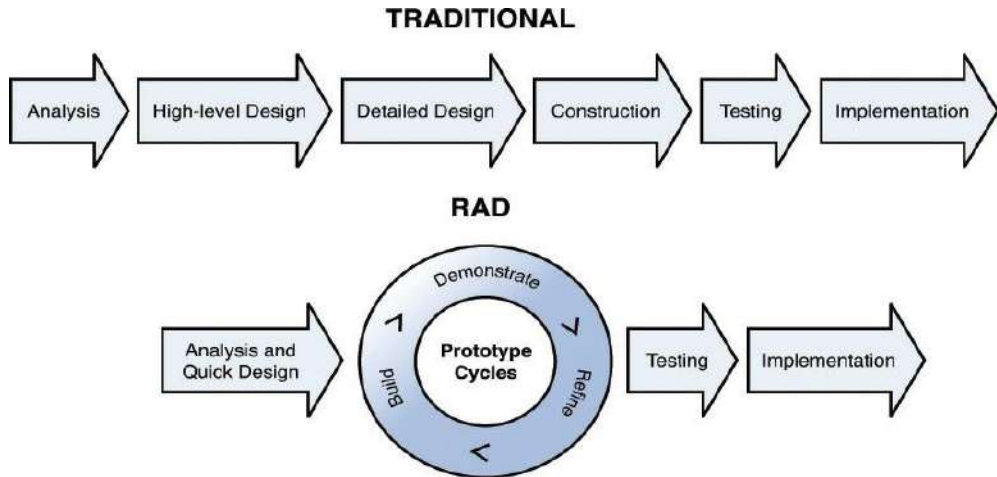 TRADITIONAL
Analysis
High-level Design
Detailed Design
Construction
Testing
Implementation
RAD
Analysis and
Quick Design
Demonstrate
Refine
Build
Prototype
Cycles
Testing
Implementation